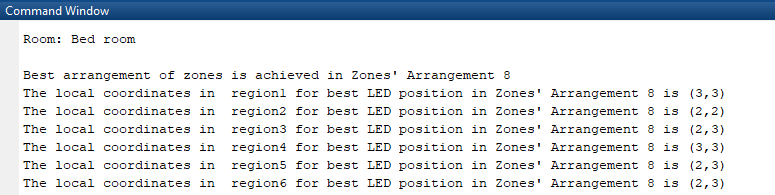 Command Window
Room: Bed room
Best arrangement of zones is achieved in Zones' Arrangement 8
The local coordinates in  region1 for best LED position in Zones' Arrangement 8 is (3,3)
The local coordinates in  region2 for best LED position in Zones' Arrangement 8 is (2,2)
The local coordinates in  region3 for best LED position in Zones' Arrangement 8 is (2,3)
The local coordinates in  region4 for best LED position in Zones' Arrangement 8 is (3,3)
The local coordinates in  region5 for best LED position in Zones' Arrangement 8 is (2,3)
The local coordinates in  region6 for best LED position in Zones' Arrangement 8 is (2,3)